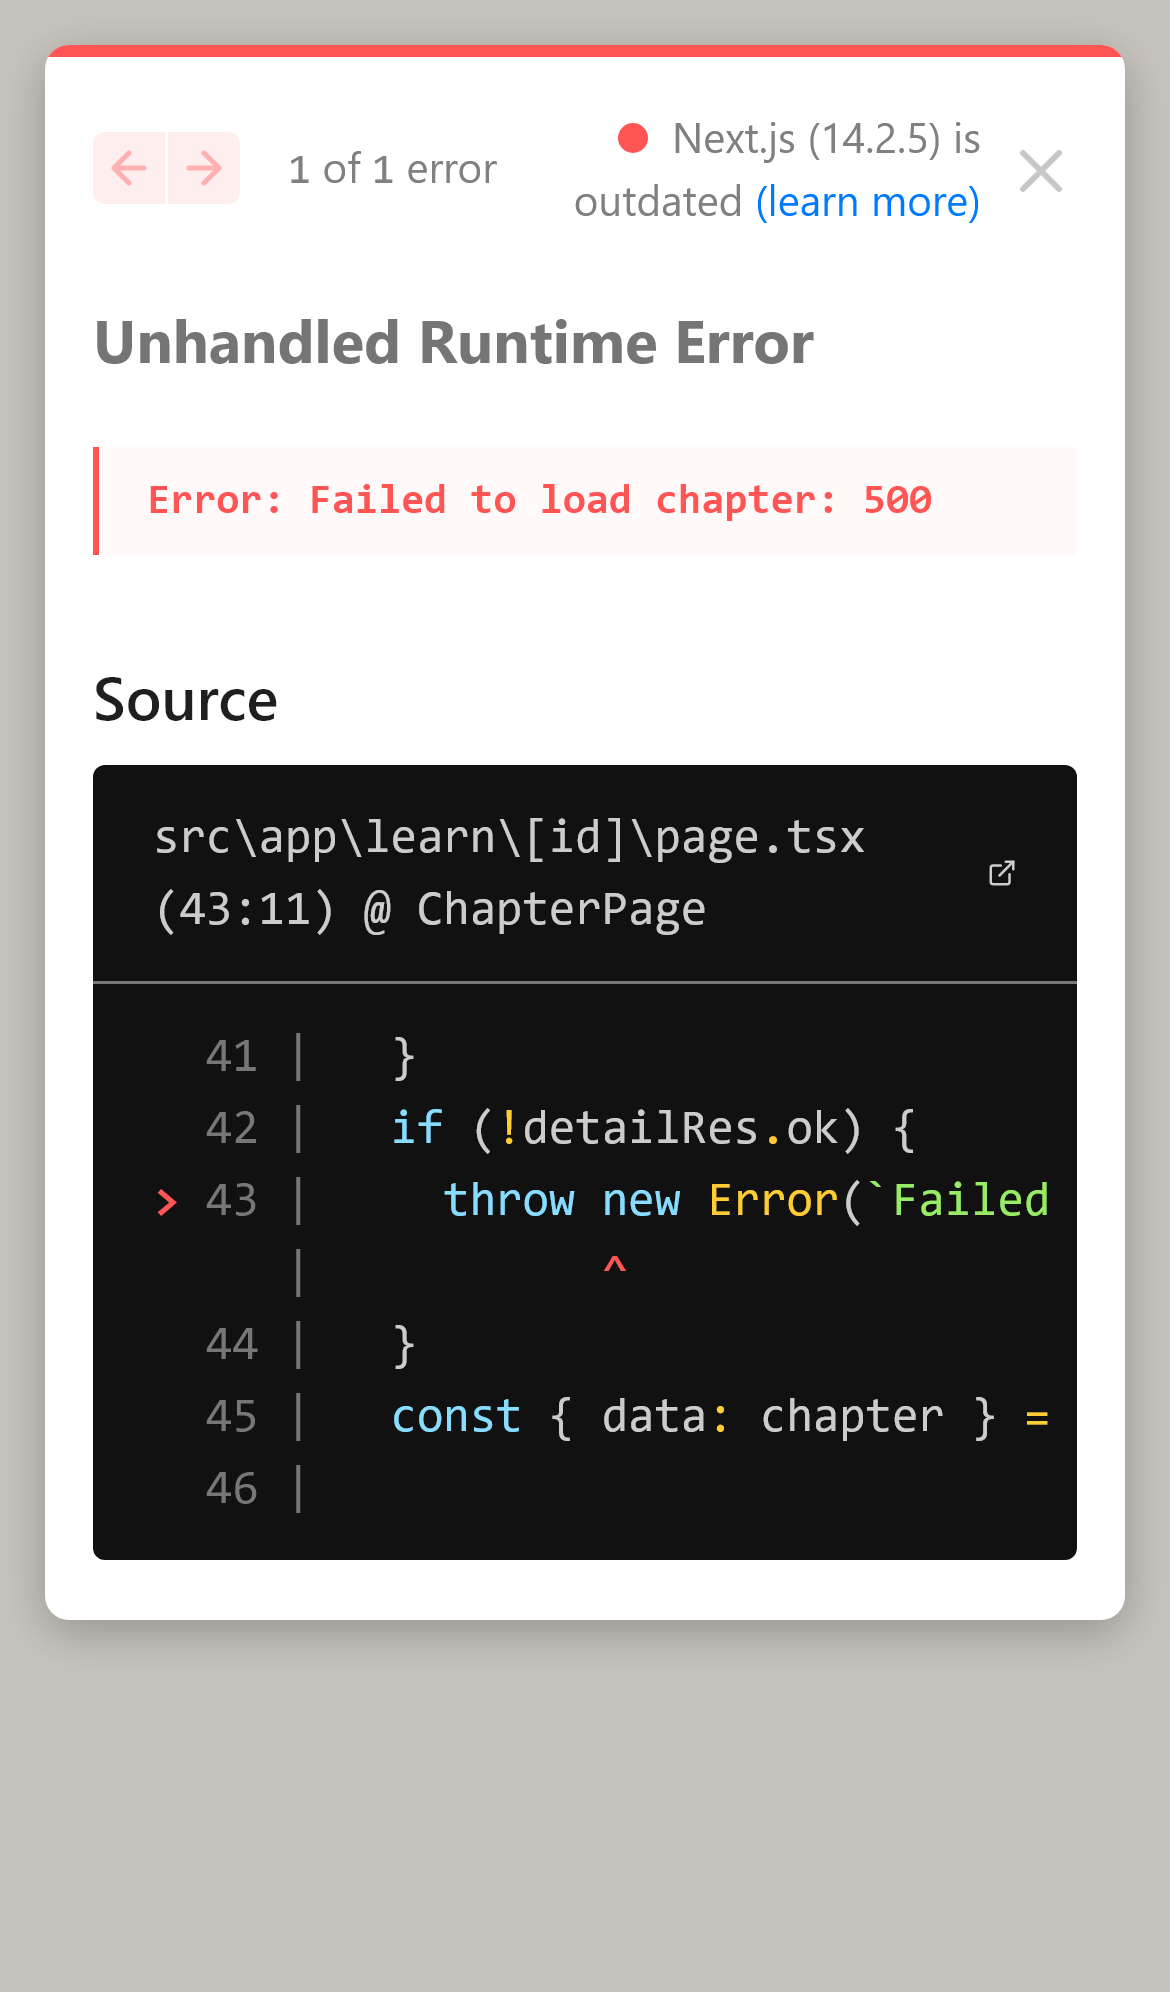 1 of 1 error
Next.js (14.2.5) is
outdated (learn more)
Unhandled Runtime Error
Error: Failed to load chapter: 500
Source
src\app\learn\[id]\page.tsx
(43:11) @ ChapterPage
41 |   }
42 |   if (!detailRes.ok) {
> 43 |     throw new Error(`Failed
|           ^
44 |   }
45 |   const { data: chapter } =
46 |